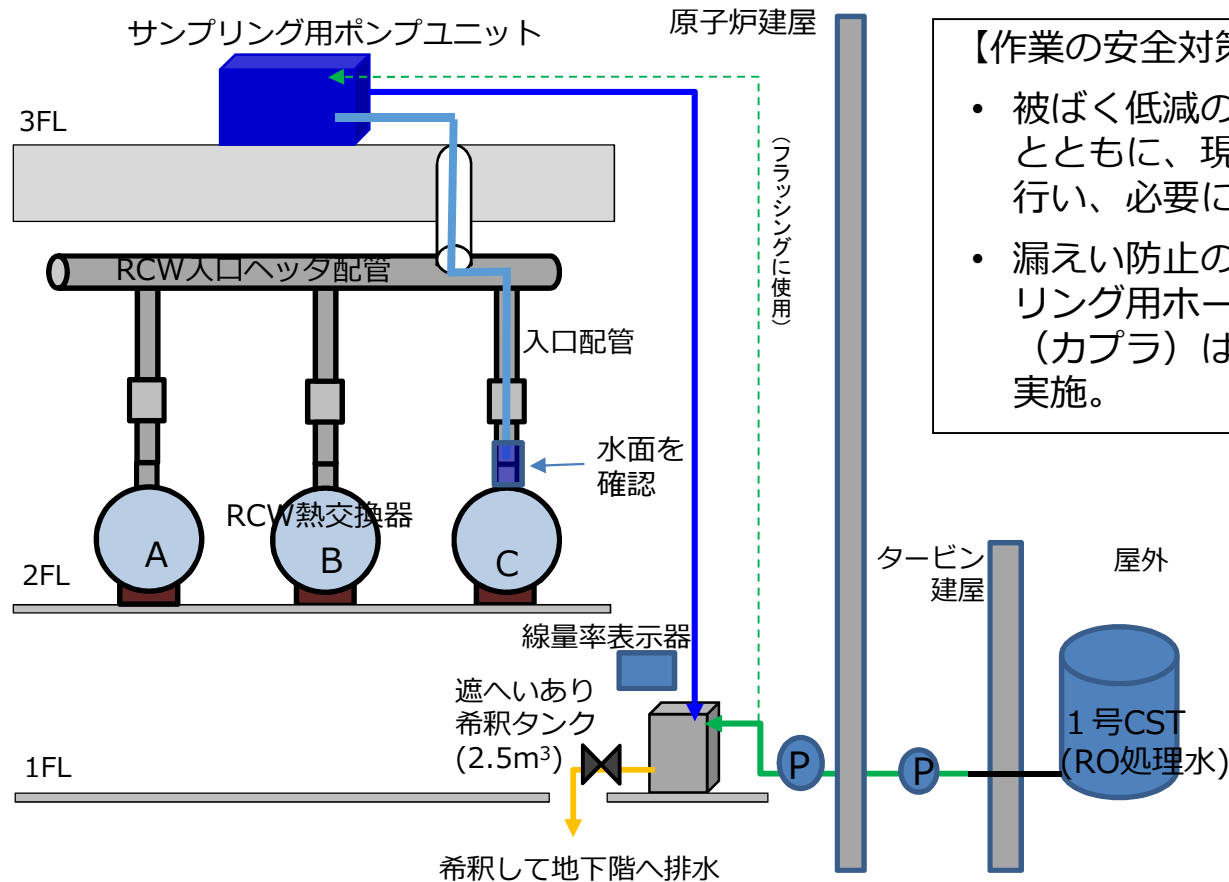 サンプリング用ポンプユニット
原子炉建屋
3FL
(フラッシングに使用)
RCW入口ヘッダ配管
入口配管
水面を
確認
RCW熱交換器
A
B
C
2FL
線量率表示器
遮へいあり
希釈タンク
(2.5m³)
1FL
希釈して地下階へ排水
P
P
タービン
建屋
屋外
1号CST
(RO処理水)
【作業の安全対策
• 被ばく低減の
とともに、現
行い、必要に
• 漏えい防止の
リング用ホー
（カプラ）は
実施。